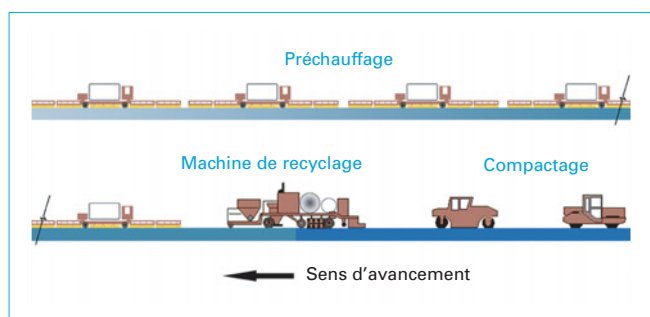 Préchauffage
Machine de recyclage
Compactage
Sens d'avancement